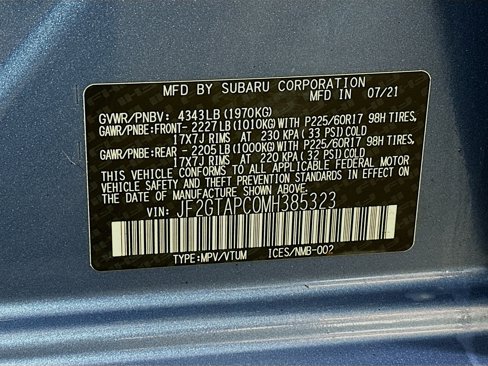 MFD BY SUBARU CORPORATION
MFD IN 07/21
GVWR/PNBV: 4343LB(1970KG)
GAWR/PNBE:FRONT- 2227LB(1010KG)WITH P225/60R17 98H TIRES,
17X7J RIMS, AT 230 KPA(33 PSI)COLD
GAWR/PNBE:REAR - 2205LB(1000KG)WITH P225/60R17 98H TIRES,
17X7J RIMS, AT 220 KPA(32 PSI)COLD
THIS VEHICLE CONFORMS TO ALL APPLICABLE FEDERAL MOTOR
VEHICLE SAFETY STANDARDS IN EFFECT ON THE DATE OF
MANUFACTURE SHOWN ABOVE.
VIN: JF2GTAPC0MH385323
TYPE:MPV/VTUM ICES/NMB-002